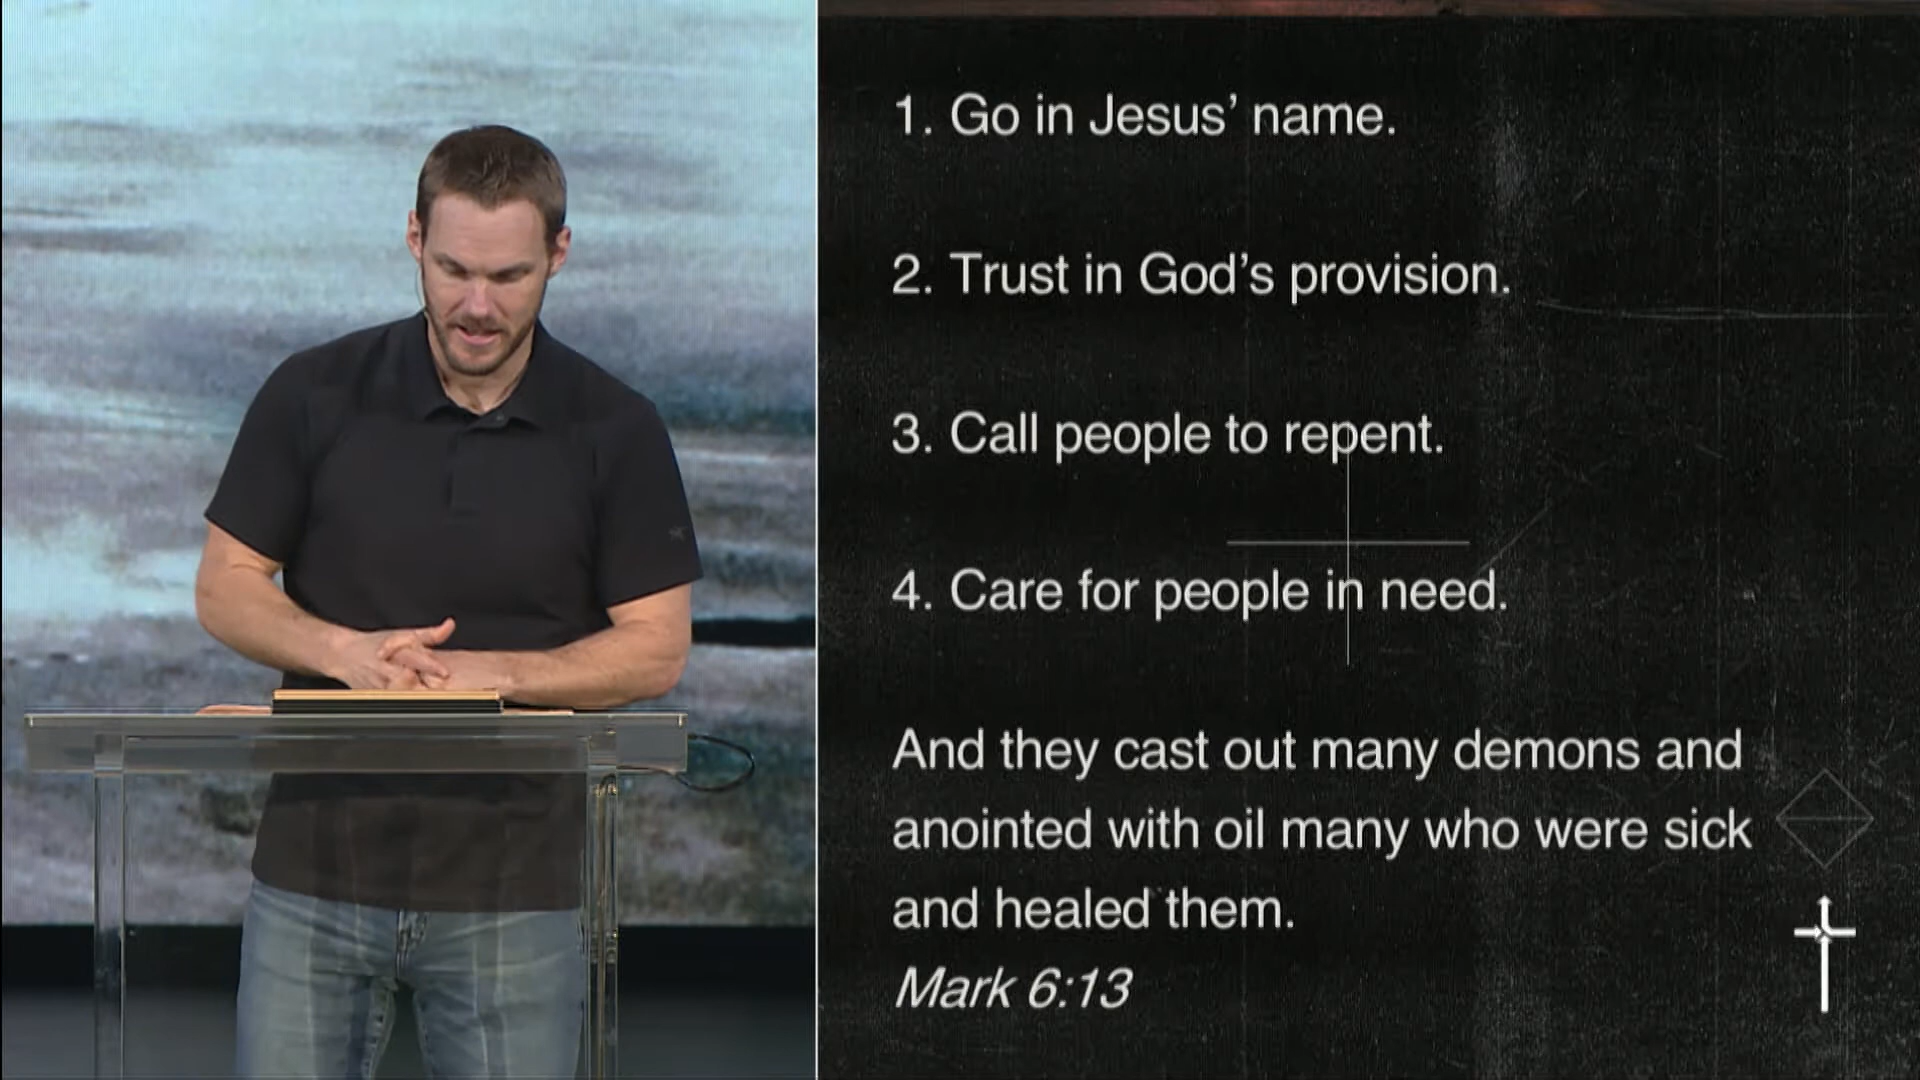 1. Go in Jesus’ name.
2. Trust in God’s provision.
3. Call people to repent.
4. Care for people in need.
And they cast out many demons and
anointed with oil many who were sick
and healed them.
Mark 6:13